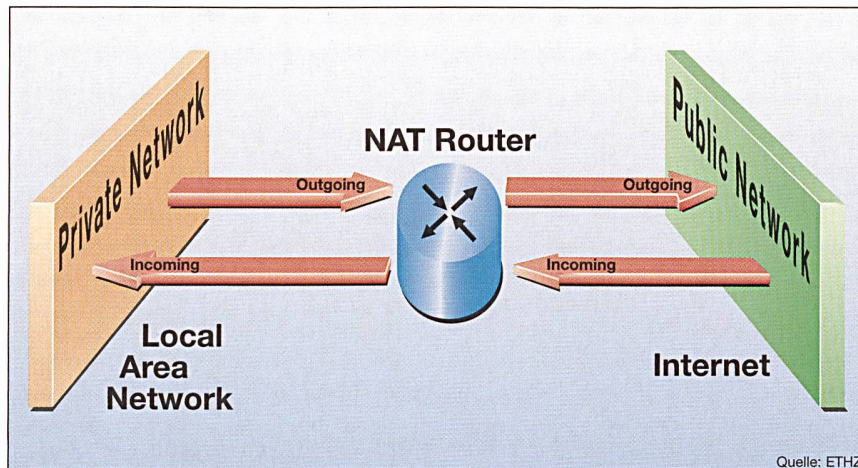 Private Network
NAT Router
Public Network
Outgoing
Outgoing
Incoming
Incoming
Local
Area
Network
Internet
Quelle: ETHZ